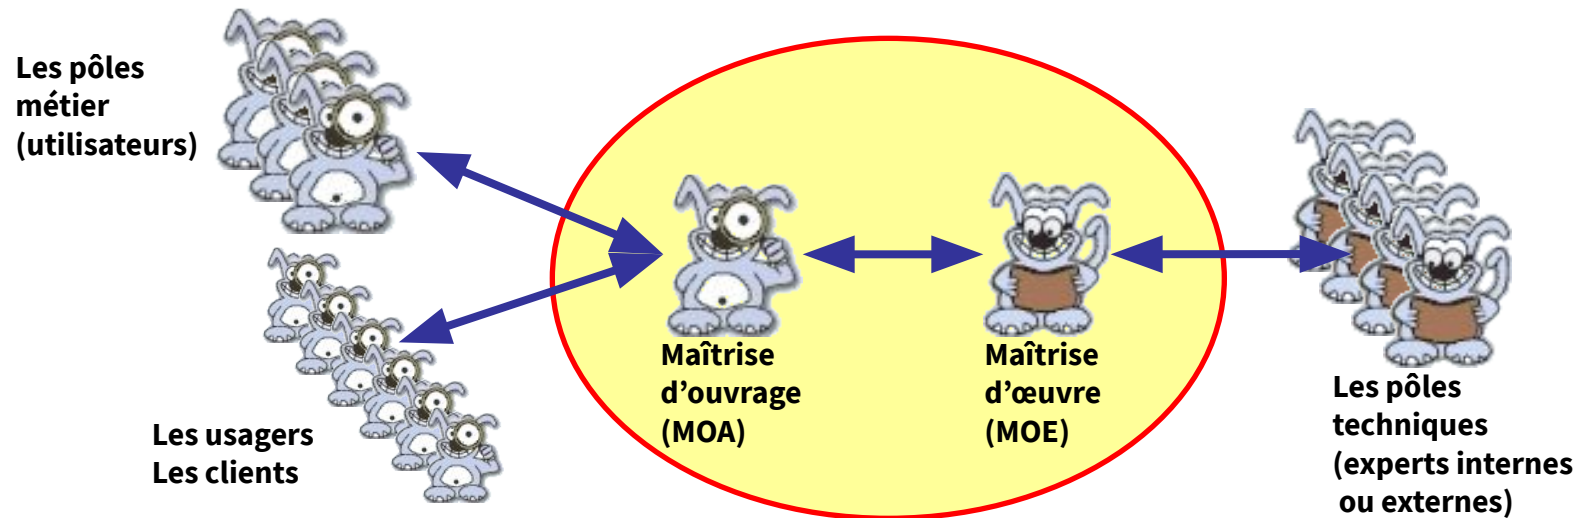 Les pôles
métier
(utilisateurs)
Les usagers
Les clients
Maîtrise
d’ouvrage
(MOA)
Maîtrise
d’œuvre
(MOE)
Les pôles
techniques
(experts internes
ou externes)